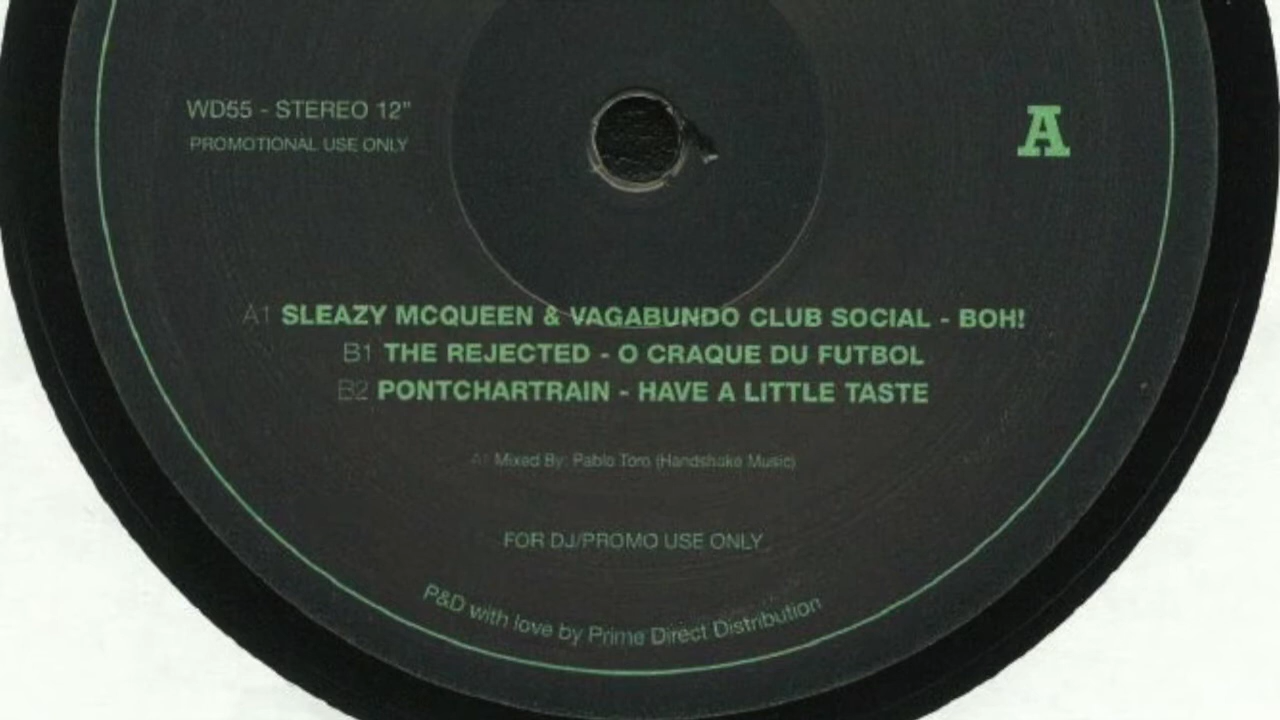 WD55 - STEREO 12"
PROMOTIONAL USE ONLY
A
A1 SLEAZY MCQUEEN & VAGABUNDO CLUB SOCIAL - BOH!
B1 THE REJECTED - O CRAQUE DU FUTBOL
B2 PONTCHARTRAIN - HAVE A LITTLE TASTE
A1 Mixed By: Pablo Toro (Handshake Music)
FOR DJ/PROMO USE ONLY
P&D with love by Prime Direct Distribution